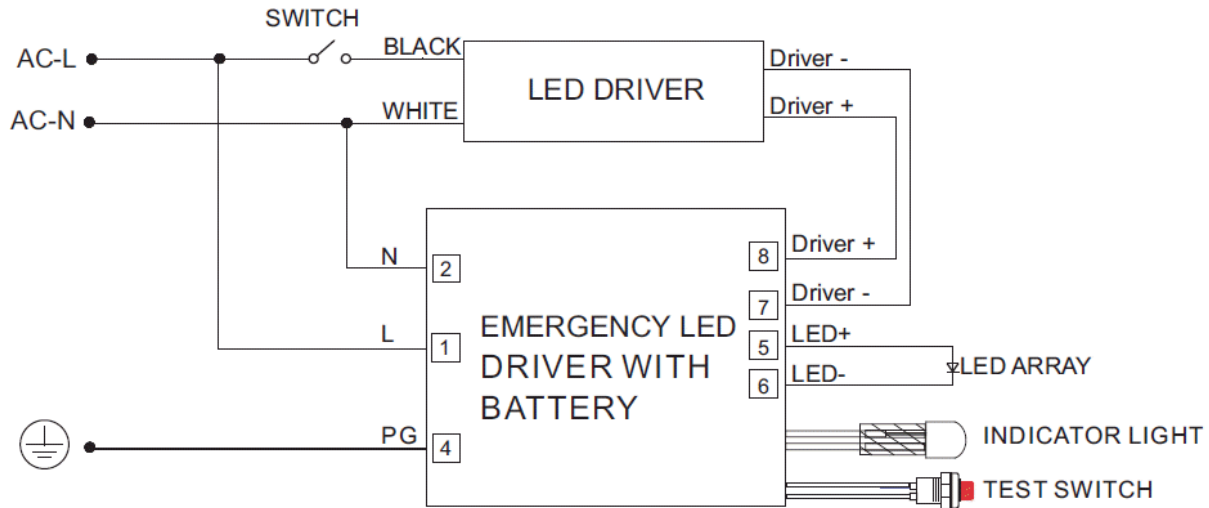 SWITCH
AC-L
BLACK
LED DRIVER
Driver -
AC-N
WHITE
Driver +
N
2
8
Driver +
7
Driver -
L
1
EMERGENCY LED
DRIVER WITH
BATTERY
5
LED+
6
LED-
LED ARRAY
PG
4
INDICATOR LIGHT
TEST SWITCH